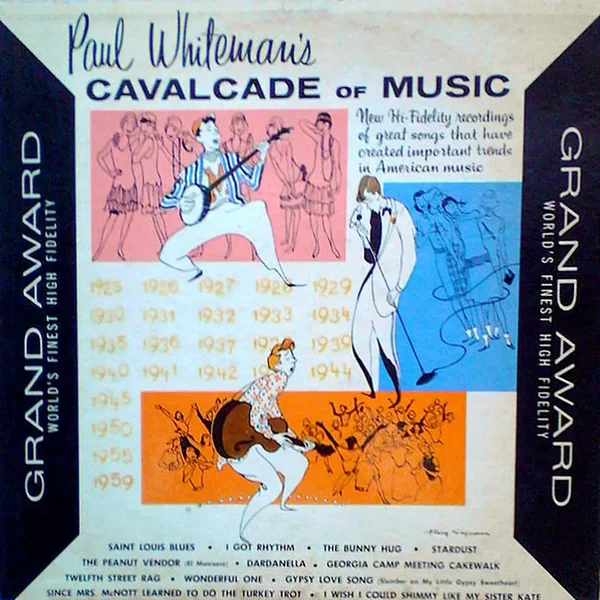 Paul Whiteman's
CAVALCADE OF MUSIC
New Hi-Fidelity recordings
of great songs that have
created important trends
in American music
GRAND AWARD
WORLD'S FINEST HIGH FIDELITY
GRAND AWARD
WORLD'S FINEST HIGH FIDELITY
1925 1926 1927 1928 1929
1930 1931 1932 1933 1934
1935 1936 1937 1939
1940 1941 1942 1944
1945
1950
1955
1959
SAINT LOUIS BLUES • I GOT RHYTHM • THE BUNNY HUG • STARDUST
THE PEANUT VENDOR (El Manisero) • DARDANELLA • GEORGIA CAMP MEETING CAKEWALK
TWELFTH STREET RAG • WONDERFUL ONE • GYPSY LOVE SONG (Slumber on My Little Gypsy Sweetheart)
SINCE MRS. McNOTT LEARNED TO DO THE TURKEY TROT • I WISH I COULD SHIMMY LIKE MY SISTER KATE